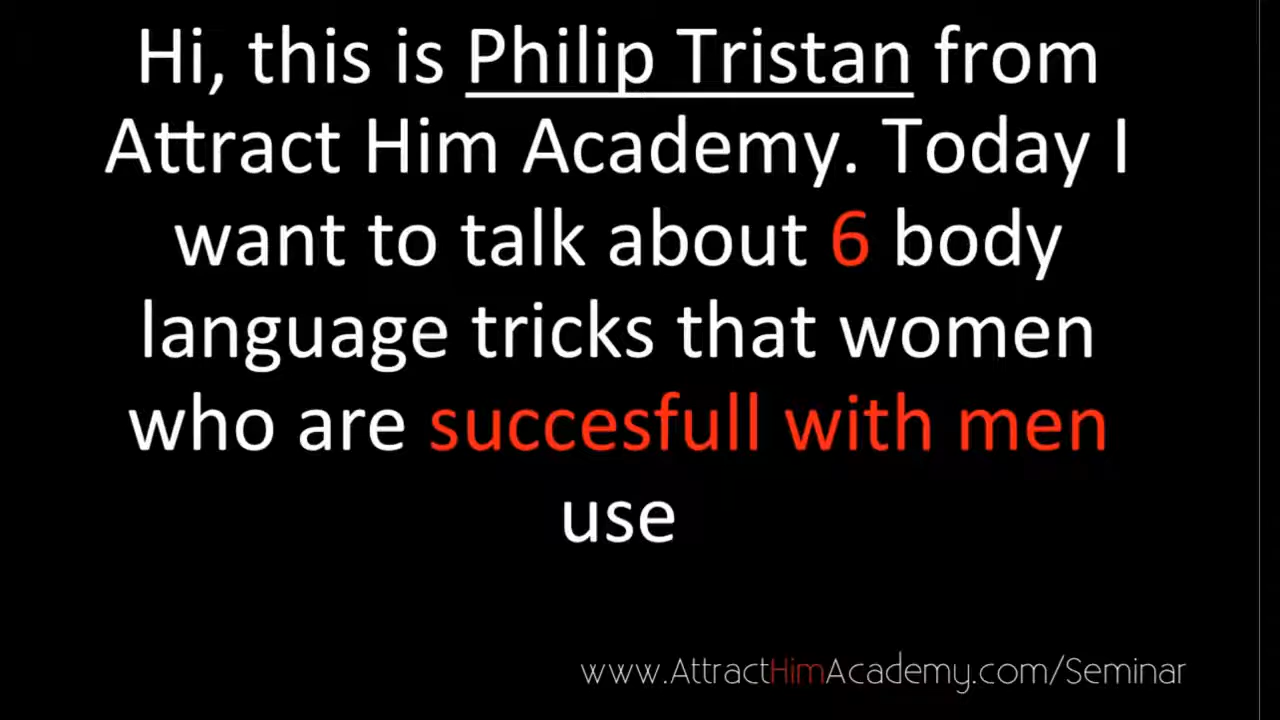 Hi, this is Philip Tristan from
Attract Him Academy. Today I
want to talk about 6 body
language tricks that women
who are succesfull with men
use
www.AttractHimAcademy.com/Seminar